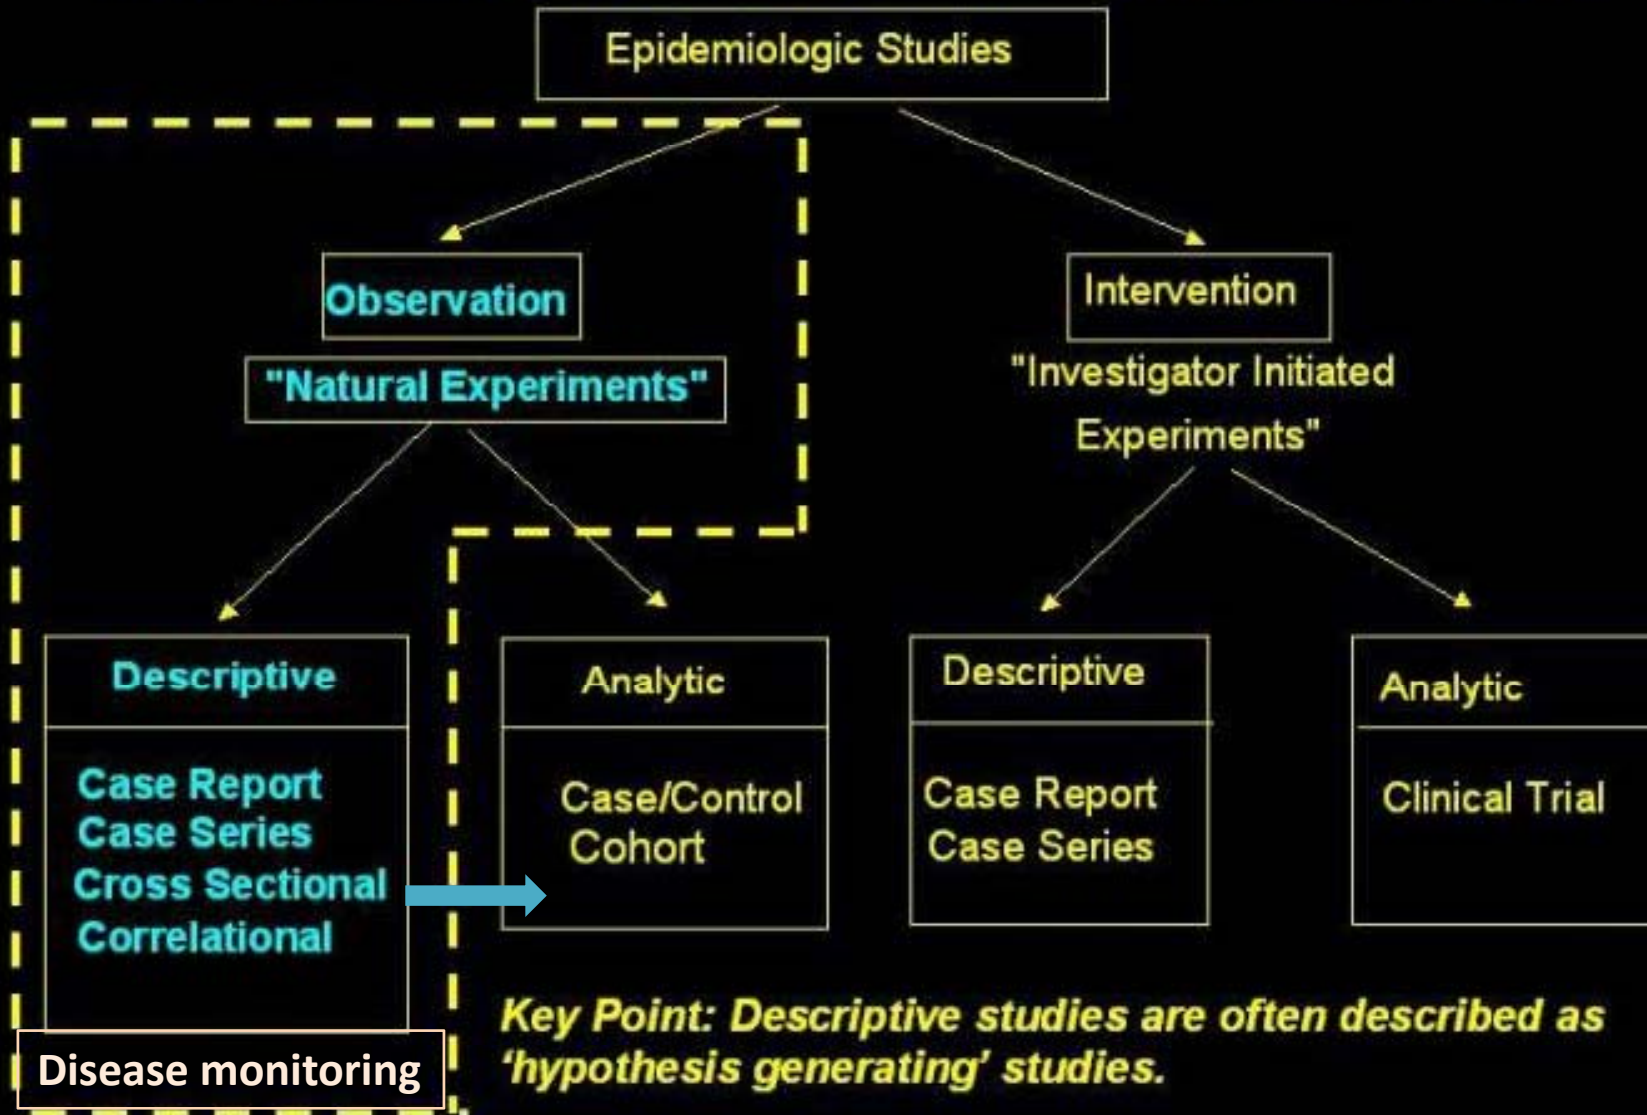 Epidemiologic Studies
Observation
"Natural Experiments"
Intervention
"Investigator Initiated
Experiments"
Descriptive
Case Report
Case Series
Cross Sectional
Correlational
Disease monitoring
Analytic
Case/Control
Cohort
Descriptive
Case Report
Case Series
Analytic
Clinical Trial
Key Point: Descriptive studies are often described as
‘hypothesis generating’ studies.